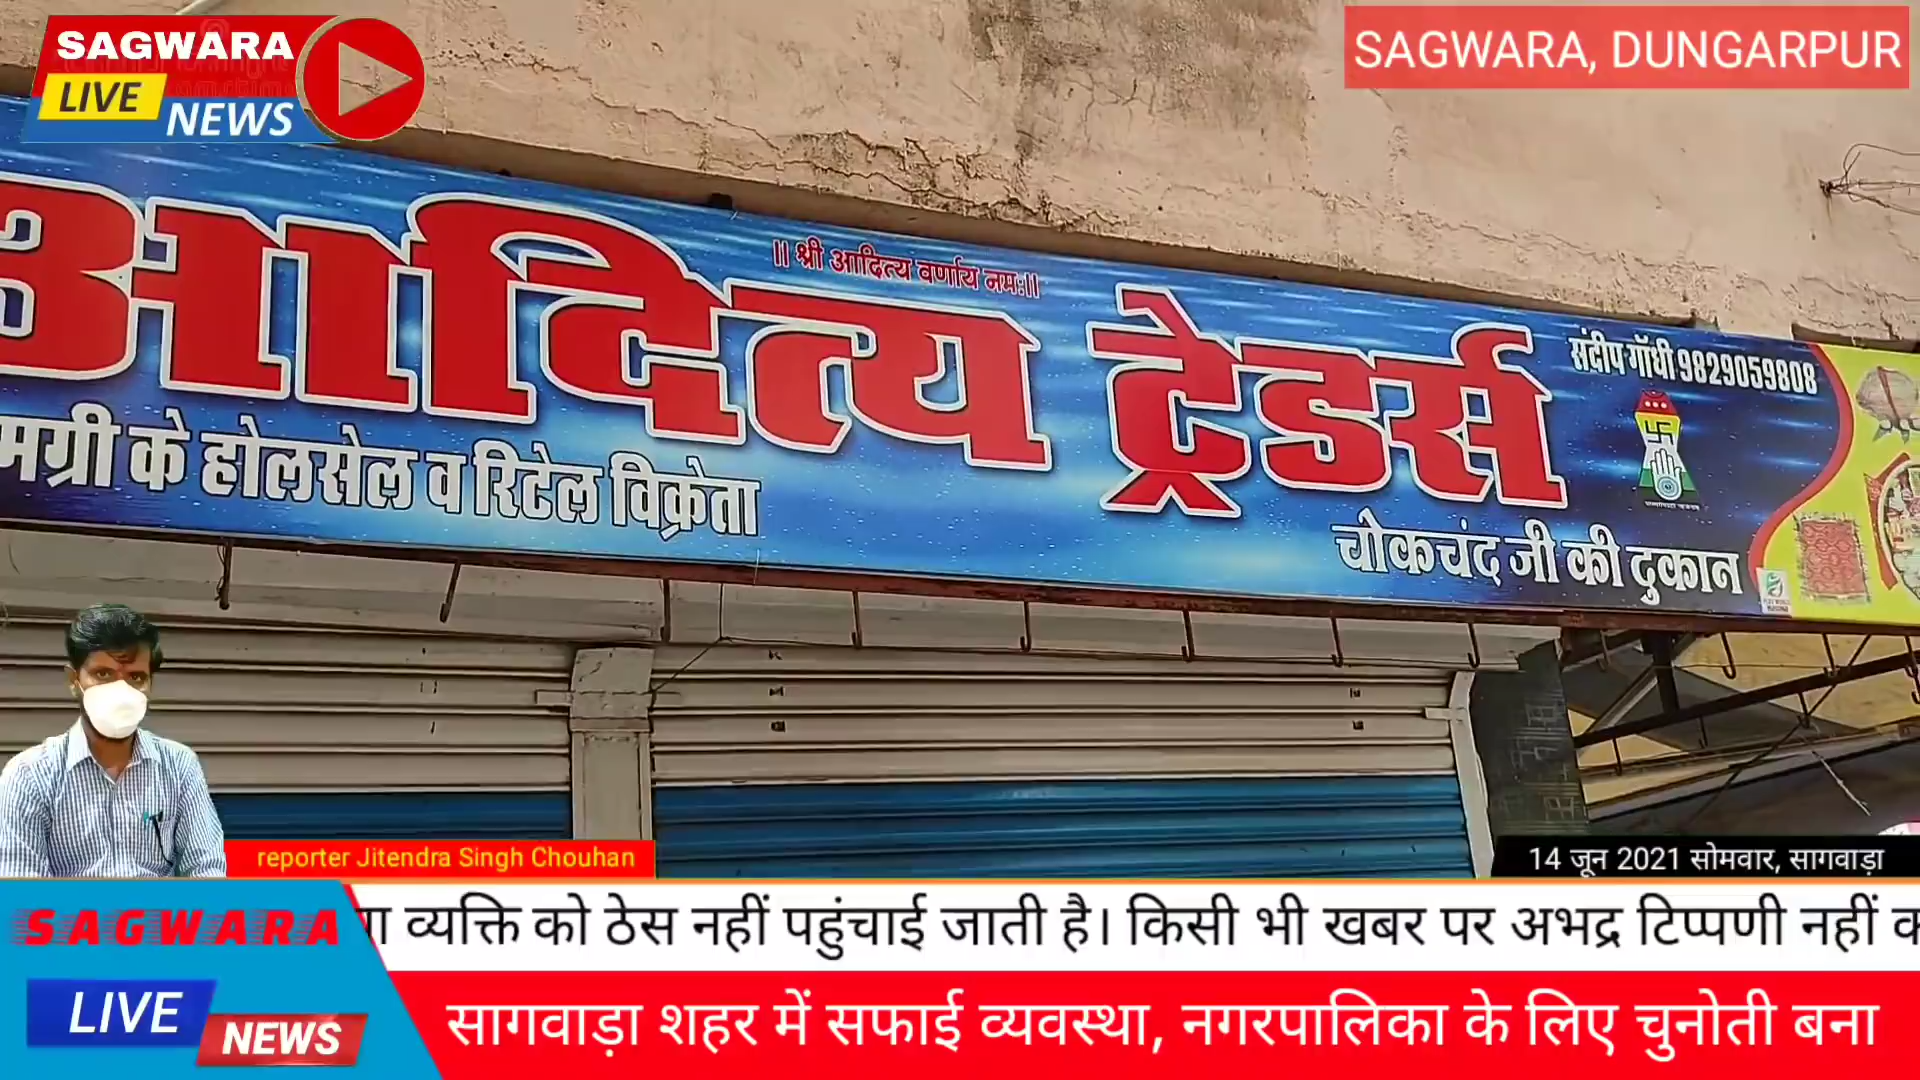 SAGWARA
LIVE
NEWS
SAGWARA, DUNGARPUR
|| श्री आदित्य वर्णाय नमः ||
आदित्य ट्रेडर्स
संदीप गाँधी 9829059808
मग्री के होलसेल व रिटेल विक्रेता
चोकचंद जी की दुकान
reporter Jitendra Singh Chouhan
14 जून 2021 सोमवार, सागवाड़ा
SAGWARA
LIVE
NEWS
व्यक्ति को ठेस नहीं पहुंचाई जाती है। किसी भी खबर पर अभद्र टिप्पणी नहीं
सागवाड़ा शहर में सफाई व्यवस्था, नगरपालिका के लिए चुनोती बना